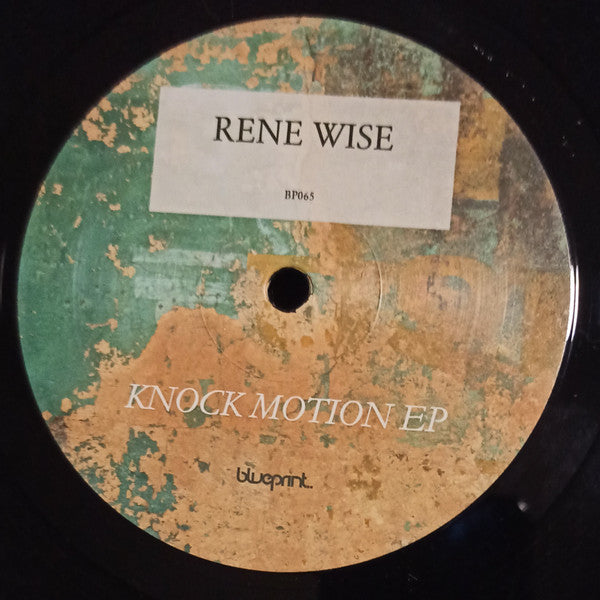 RENE WISE
BP065
KNOCK MOTION EP
blueprint.